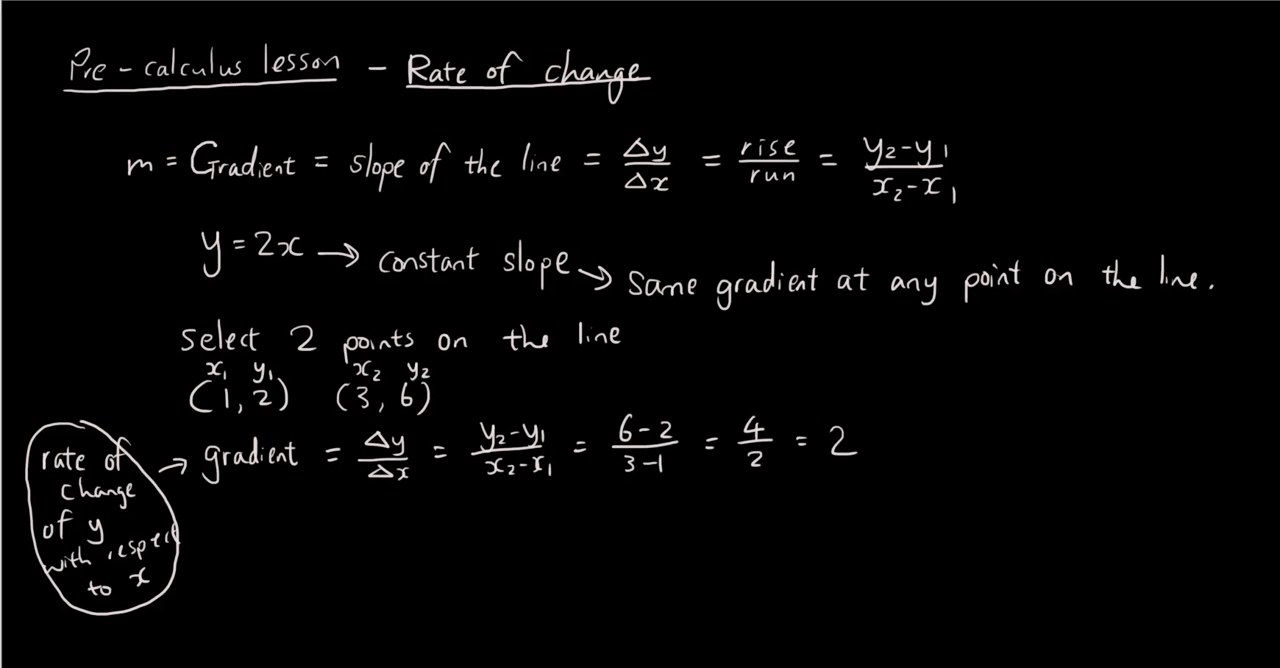 Pre-calculus lesson - Rate of change
m = Gradient = slope of the line = Δy/Δx = rise/run = y₂-y₁/x₂-x₁
y = 2x → constant slope → same gradient at any point on the line.
select 2 points on the line
x₁ y₁ x₂ y₂
(1, 2) (3, 6)
rate of change of y with respect to x → gradient = Δy/Δx = y₂-y₁/x₂-x₁ = 6-2/3-1 = 4/2 = 2